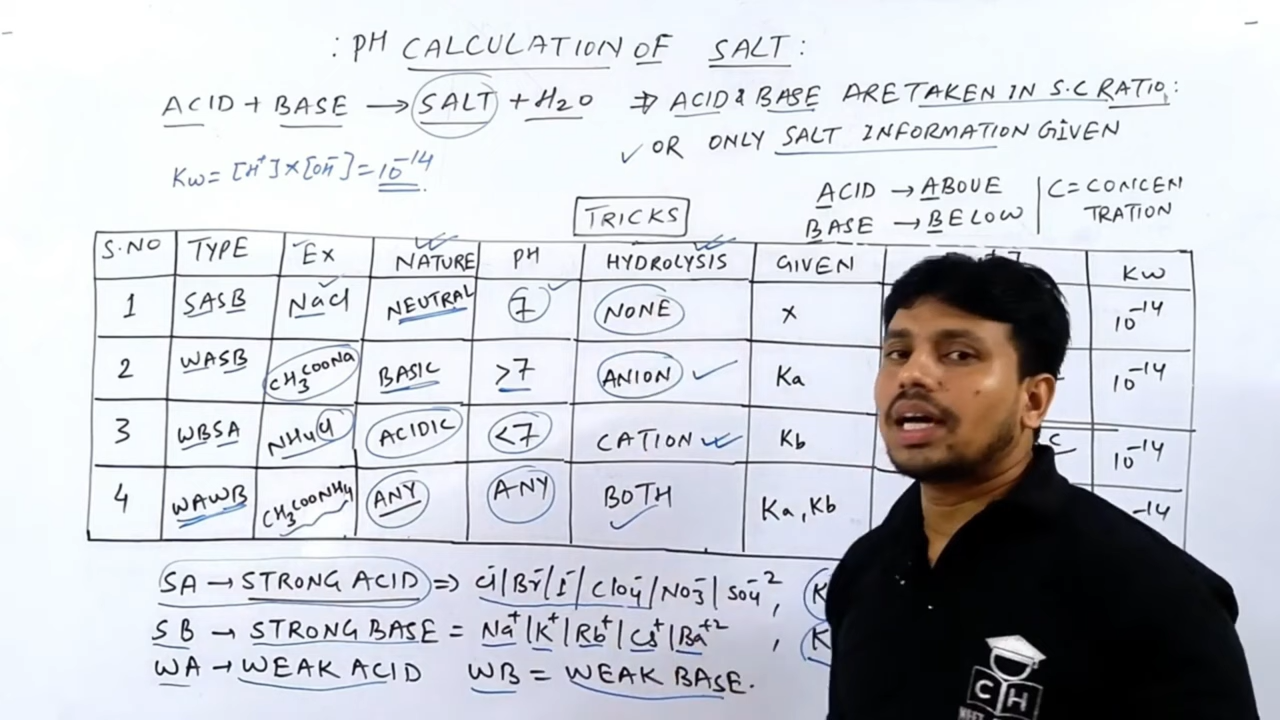 : PH CALCULATION OF SALT :
ACID + BASE → SALT + H2O ⇒ ACID & BASE ARE TAKEN IN S.C RATIO :
✓ OR ONLY SALT INFORMATION GIVEN
Kw = [H⁺] × [OH⁻] = 10⁻¹⁴
ACID → ABOVE | C = CONCEN
BASE → BELOW | TRATION
TRICKS
S.NO TYPE Ex NATURE PH HYDROLYSIS GIVEN Kw
1 SASB NaCl NEUTRAL 7 NONE x 10⁻¹⁴
2 WASB CH3COONa BASIC >7 ANION ✓ Ka 10⁻¹⁴
3 WBSA NH4Cl ACIDIC <7 CATION ✓ Kb C 10⁻¹⁴
4 WAWB CH3COONH4 ANY ANY BOTH Ka, Kb -14
SA → STRONG ACID ⇒ Cl⁻ | Br⁻ | I⁻ | ClO4⁻ | NO3⁻ | SO4⁻², K
SB → STRONG BASE = Na⁺ | K⁺ | Rb⁺ | Cs⁺ | Ba⁺², K
WA → WEAK ACID WB = WEAK BASE.
C H